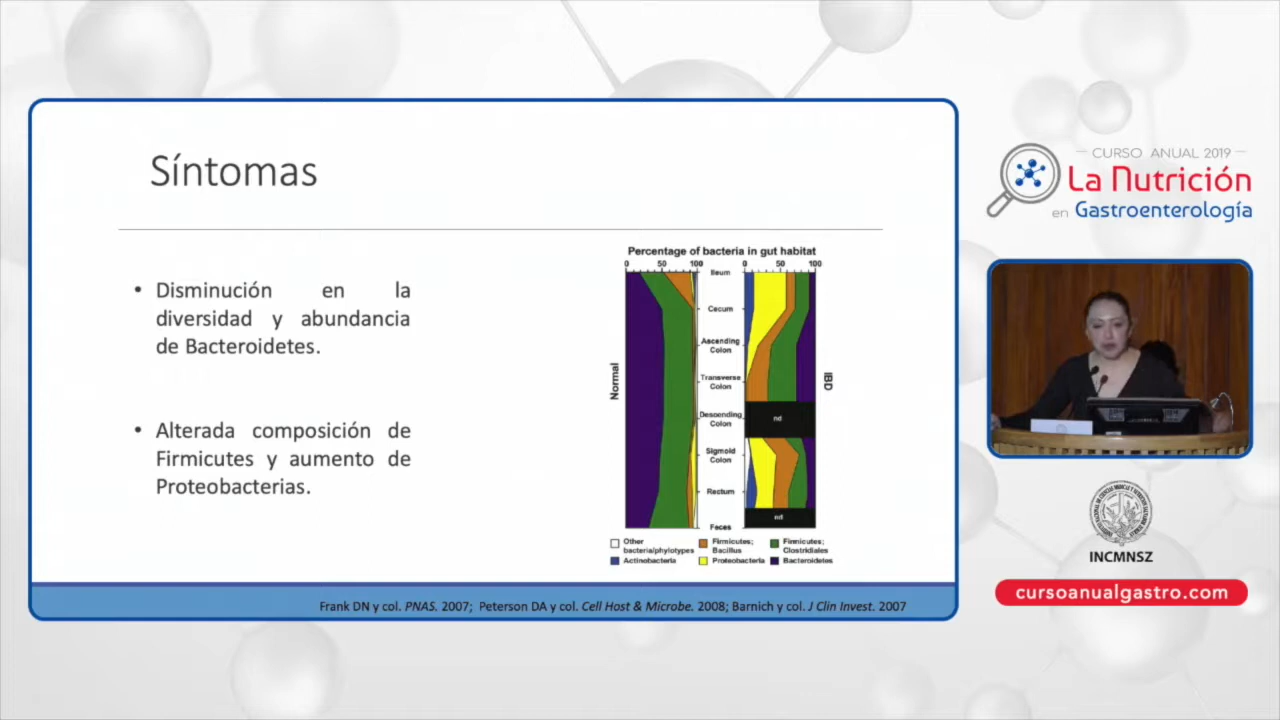 Síntomas
• Disminución en la
diversidad y abundancia
de Bacteroidetes.
• Alterada composición de
Firmicutes y aumento de
Proteobacterias.
Percentage of bacteria in gut habitat
0 50 100 0 50 100
Normal
Ileum
Cecum
Ascending
Colon
Transverse
Colon
Descending
Colon
Sigmoid
Colon
Rectum
Feces
nd
nd
IBD
Other
bacteria/phylotypes
Firmicutes;
Bacillus
Firmicutes;
Clostridiales
Actinobacteria
Proteobacteria
Bacteroidetes
Frank DN y col. PNAS. 2007; Peterson DA y col. Cell Host & Microbe. 2008; Barnich y col. J Clin Invest. 2007
CURSO ANUAL 2019
La Nutrición
en Gastroenterología
INCMNSZ
cursoanualgastro.com